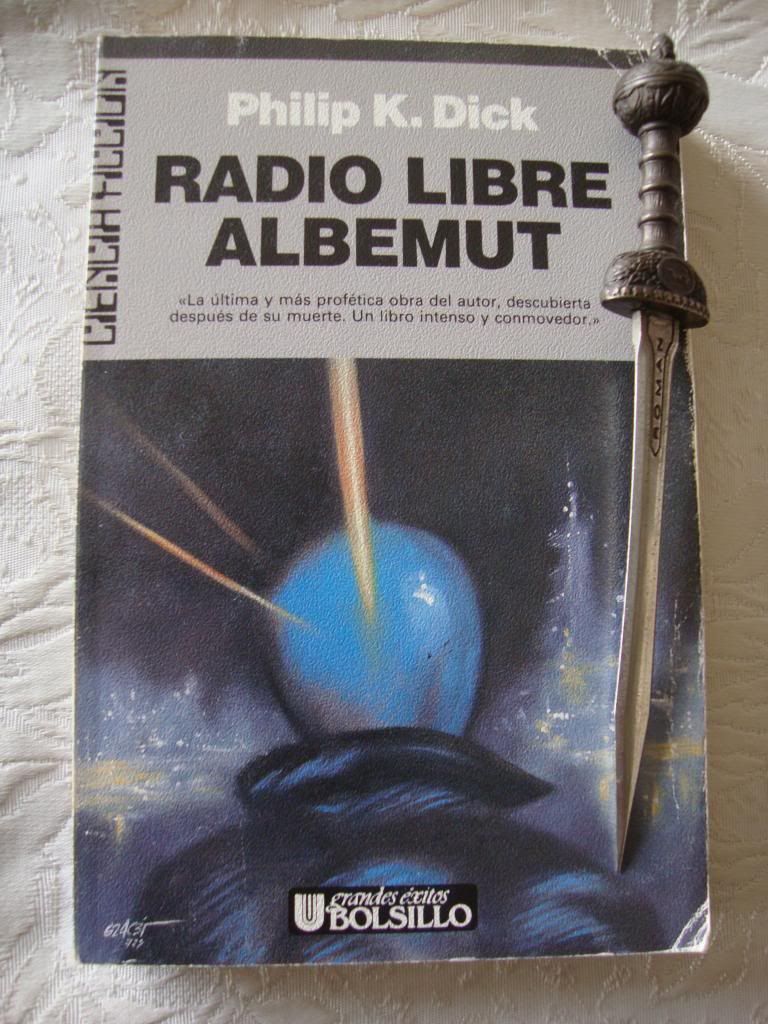 CIENCIA FICCION
Philip K. Dick
RADIO LIBRE
ALBEMUT
«La última y más profética obra del autor, descubierta
después de su muerte. Un libro intenso y conmovedor.»
ROMAN
U grandes éxitos
BOLSILLO